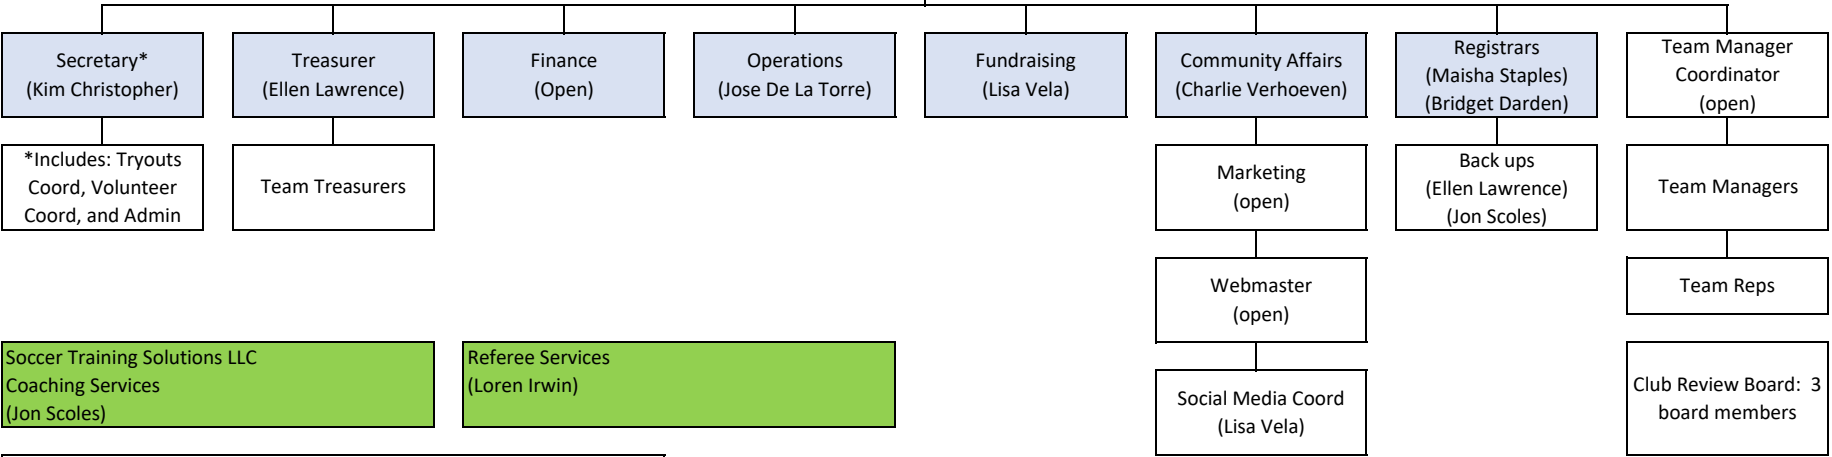 Secretary*
(Kim Christopher)
Treasurer
(Ellen Lawrence)
Finance
(Open)
Operations
(Jose De La Torre)
Fundraising
(Lisa Vela)
Community Affairs
(Charlie Verhoeven)
Registrars
(Maisha Staples)
(Bridget Darden)
Team Manager
Coordinator
(open)
*Includes: Tryouts
Coord, Volunteer
Coord, and Admin
Team Treasurers
Marketing
(open)
Back ups
(Ellen Lawrence)
(Jon Scoles)
Team Managers
Webmaster
(open)
Team Reps
Soccer Training Solutions LLC
Coaching Services
(Jon Scoles)
Referee Services
(Loren Irwin)
Social Media Coord
(Lisa Vela)
Club Review Board:  3
board members